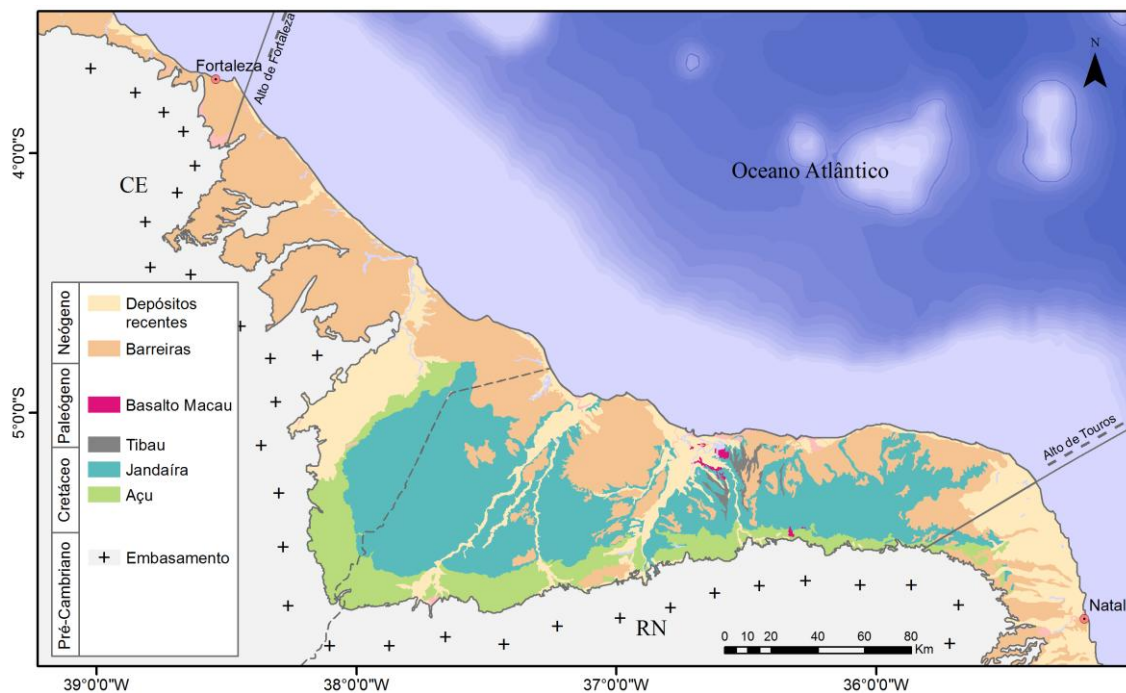 Fortaleza
Alto de Fortaleza
N
4°0'0"S
CE
Oceano Atlântico
Neógeno
Depósitos
recentes
Barreiras
Paleógeno
Basalto Macau
5°0'0"S
Tibau
Cretáceo
Jandaíra
Açu
Alto de Touros
Pré-Cambriano
Embasamento
Natal
RN
0 5 10 20 40 60 80
Km
39°0'0"W
38°0'0"W
37°0'0"W
36°0'0"W